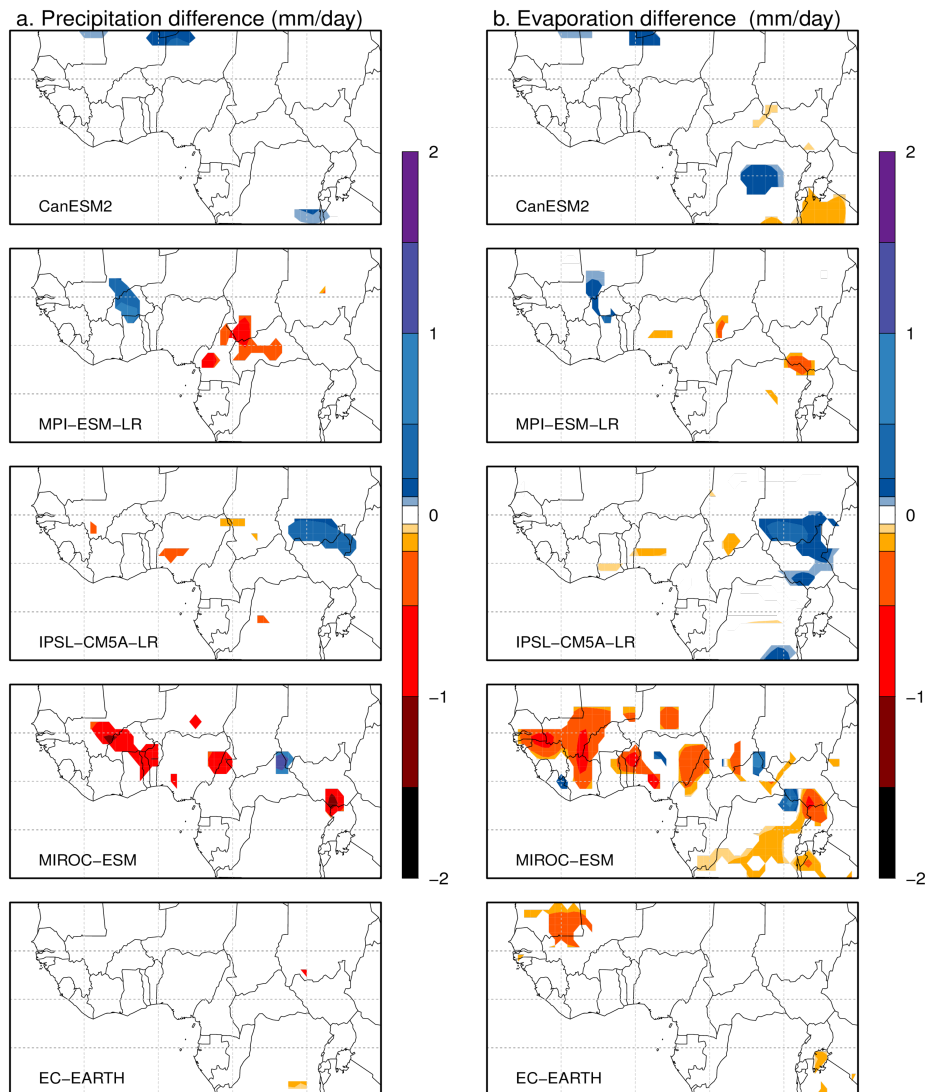 a. Precipitation difference (mm/day)
b. Evaporation difference (mm/day)
CanESM2
CanESM2
2
2
MPI−ESM−LR
MPI−ESM−LR
1
1
0
0
IPSL−CM5A−LR
IPSL−CM5A−LR
−1
−1
MIROC−ESM
MIROC−ESM
−2
−2
EC−EARTH
EC−EARTH